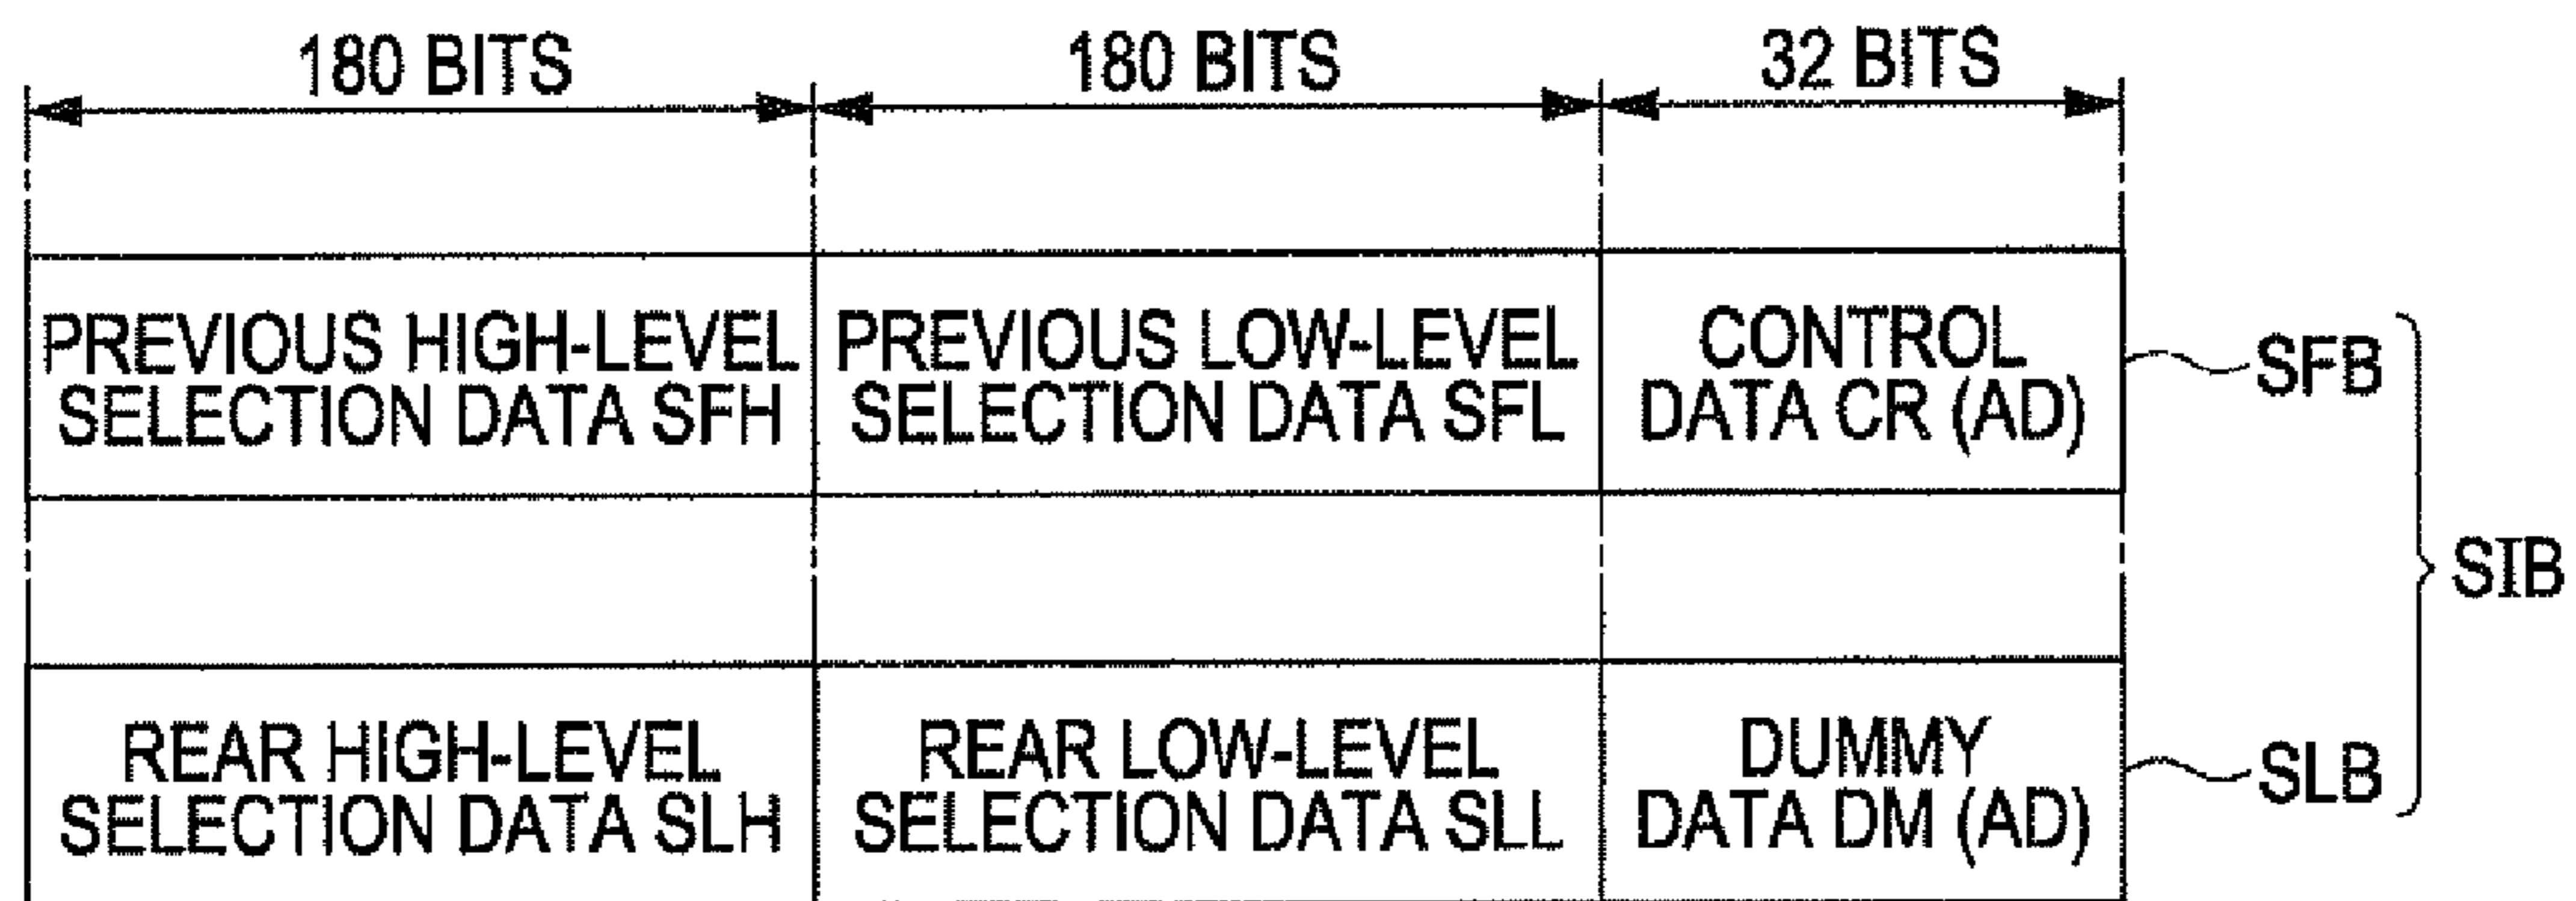 180 BITS
180 BITS
32 BITS
PREVIOUS HIGH-LEVEL
SELECTION DATA SFH
PREVIOUS LOW-LEVEL
SELECTION DATA SFL
CONTROL
DATA CR (AD)
SFB
SIB
REAR HIGH-LEVEL
SELECTION DATA SLH
REAR LOW-LEVEL
SELECTION DATA SLL
DUMMY
DATA DM (AD)
SLB